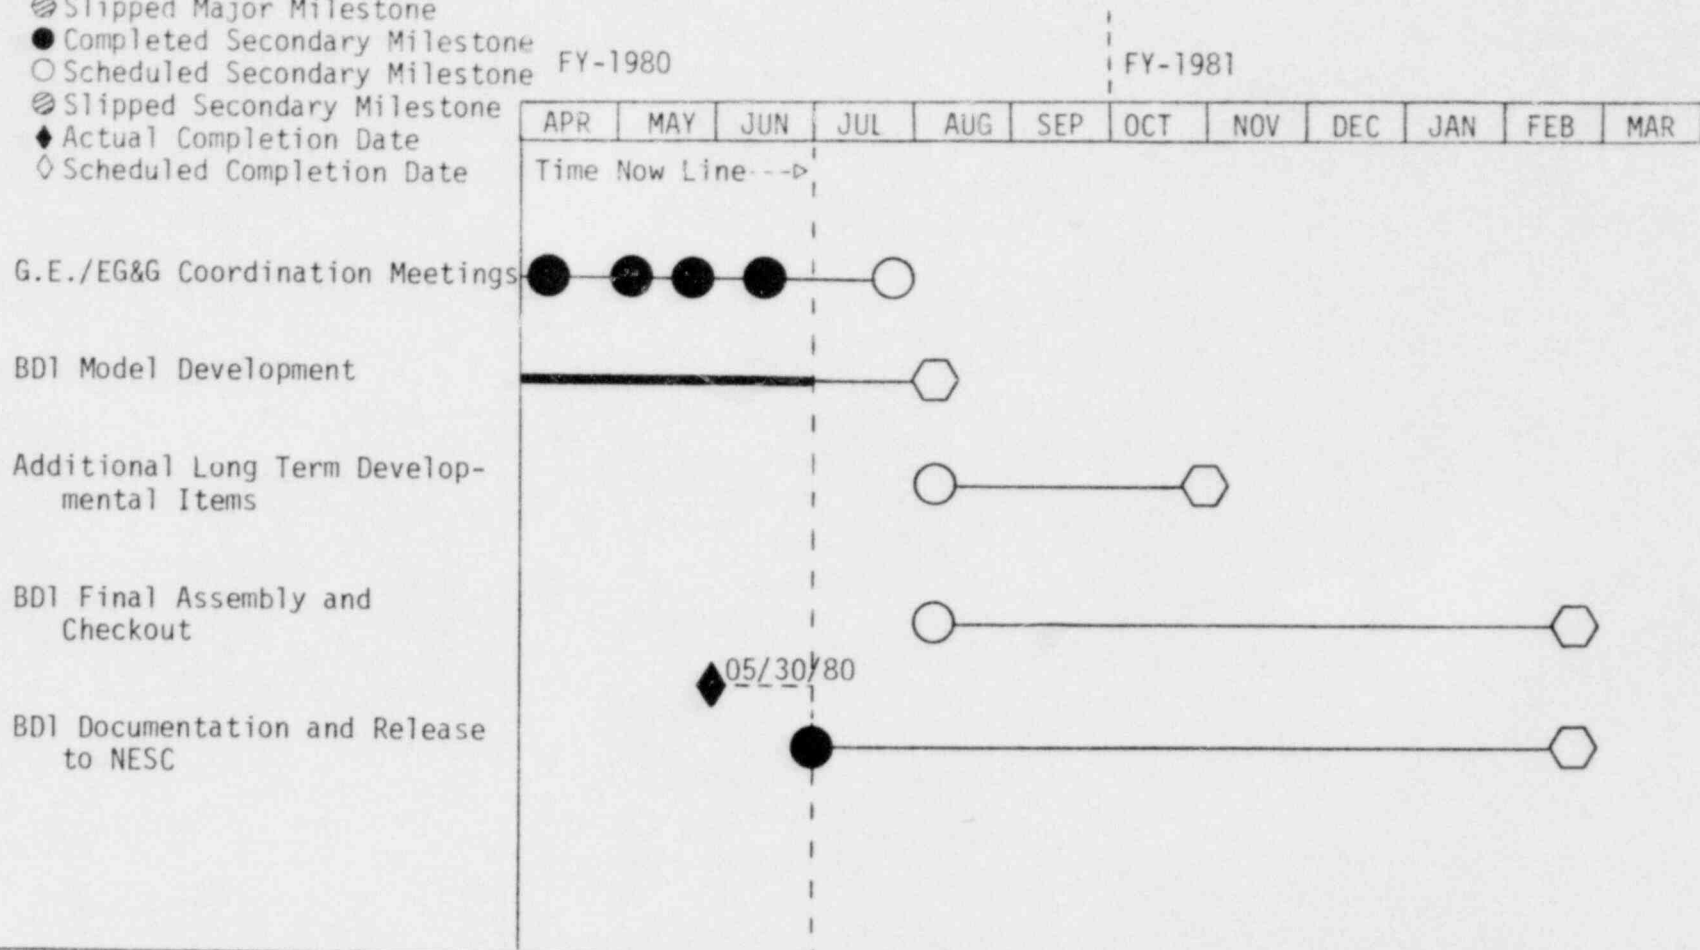 Slipped Major Milestone
Completed Secondary Milestone
Scheduled Secondary Milestone
Slipped Secondary Milestone
Actual Completion Date
Scheduled Completion Date
FY-1980
FY-1981
APR MAY JUN JUL AUG SEP OCT NOV DEC JAN FEB MAR
Time Now Line
G.E./EG&G Coordination Meetings
BD1 Model Development
Additional Long Term Develop-
mental Items
BD1 Final Assembly and
Checkout
05/30/80
BD1 Documentation and Release
to NESC